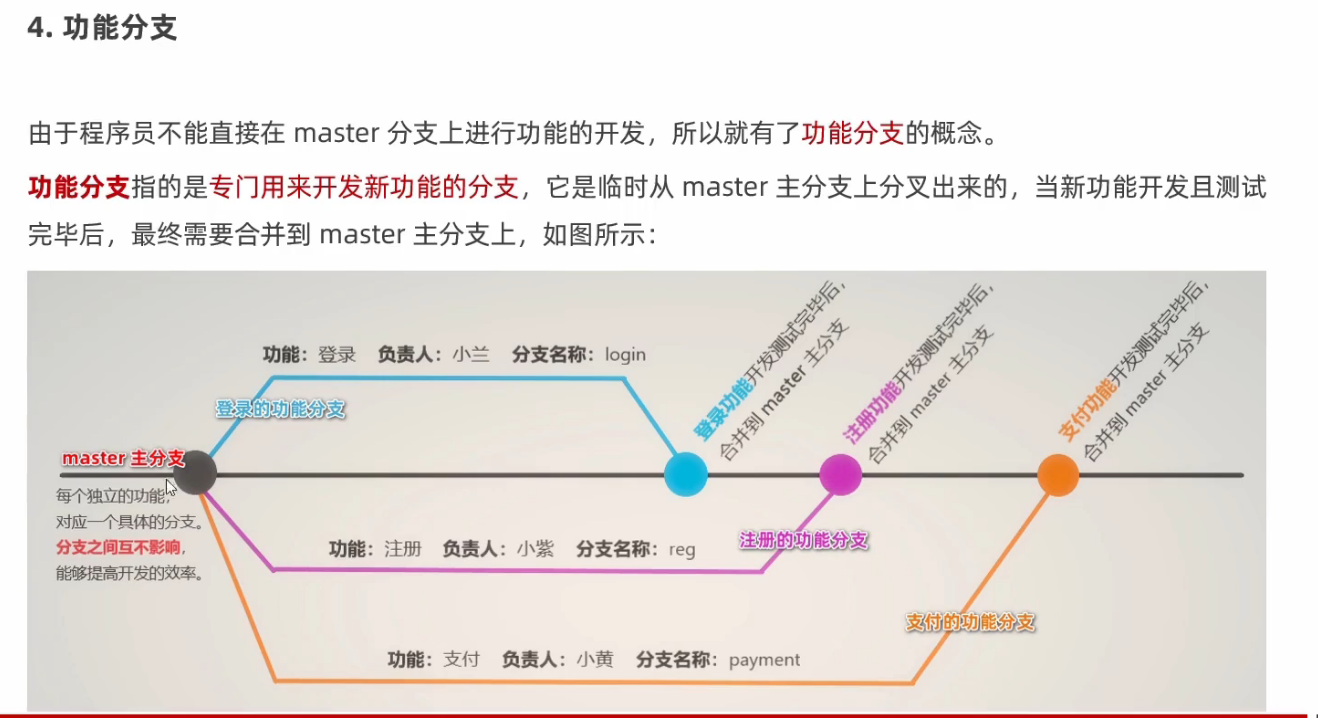 4. 功能分支
由于程序员不能直接在 master 分支上进行功能的开发，所以就有了功能分支的概念。
功能分支指的是专门用来开发新功能的分支，它是临时从 master 主分支上分叉出来的，当新功能开发且测试
完毕后，最终需要合并到 master 主分支上，如图所示：
功能：登录 负责人：小兰 分支名称：login
登录的功能分支
登录功能开发测试完毕后，
合并到 master 主分支
注册功能开发测试完毕后，
合并到 master 主分支
支付功能开发测试完毕后，
合并到 master 主分支
master 主分支
每个独立的功能，
对应一个具体的分支。
分支之间互不影响，
能够提高开发的效率。
功能：注册 负责人：小紫 分支名称：reg
注册的功能分支
支付的功能分支
功能：支付 负责人：小黄 分支名称：payment